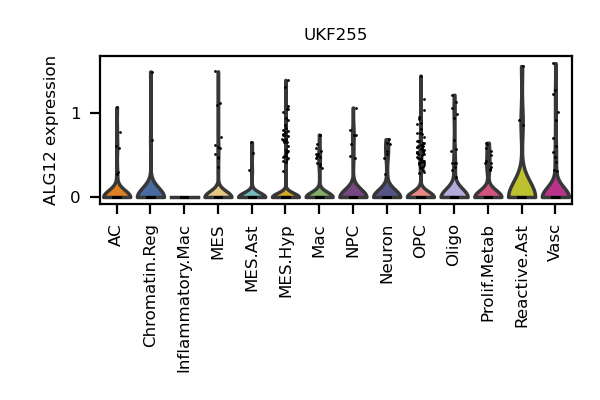 UKF255
ALG12 expression
1
0
AC
Chromatin.Reg
Inflammatory.Mac
MES
MES.Ast
MES.Hyp
Mac
NPC
Neuron
OPC
Oligo
Prolif.Metab
Reactive.Ast
Vasc